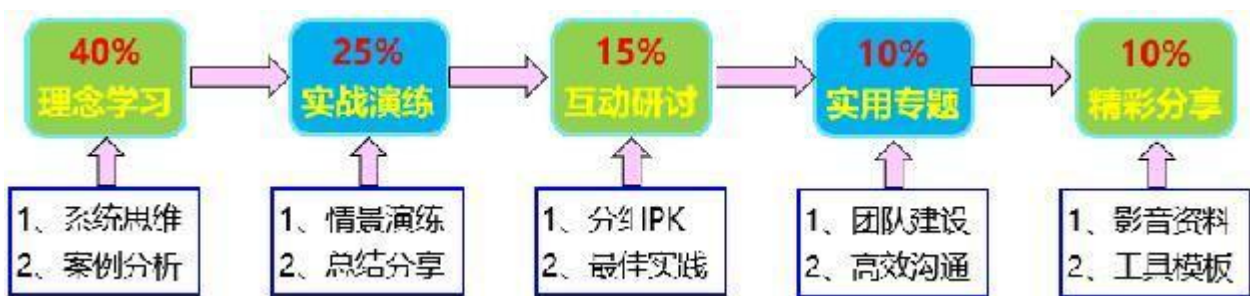 40%
理念学习
25%
实战演练
15%
互动研讨
10%
实用专题
10%
精彩分享
1、系统思维
2、案例分析
1、情景演练
2、总结分享
1、分组PK
2、最佳实践
1、团队建设
2、高效沟通
1、影音资料
2、工具模板